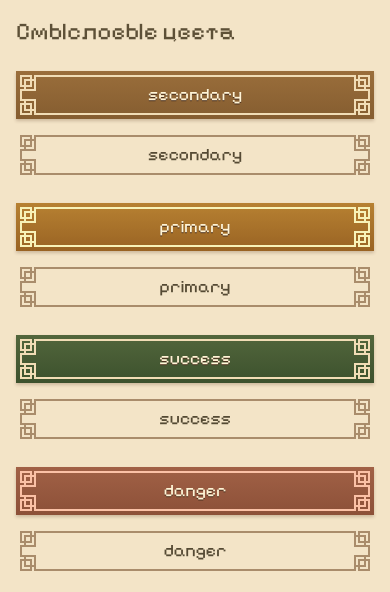 Смысловые цвета
secondary
secondary
primary
primary
success
success
danger
danger